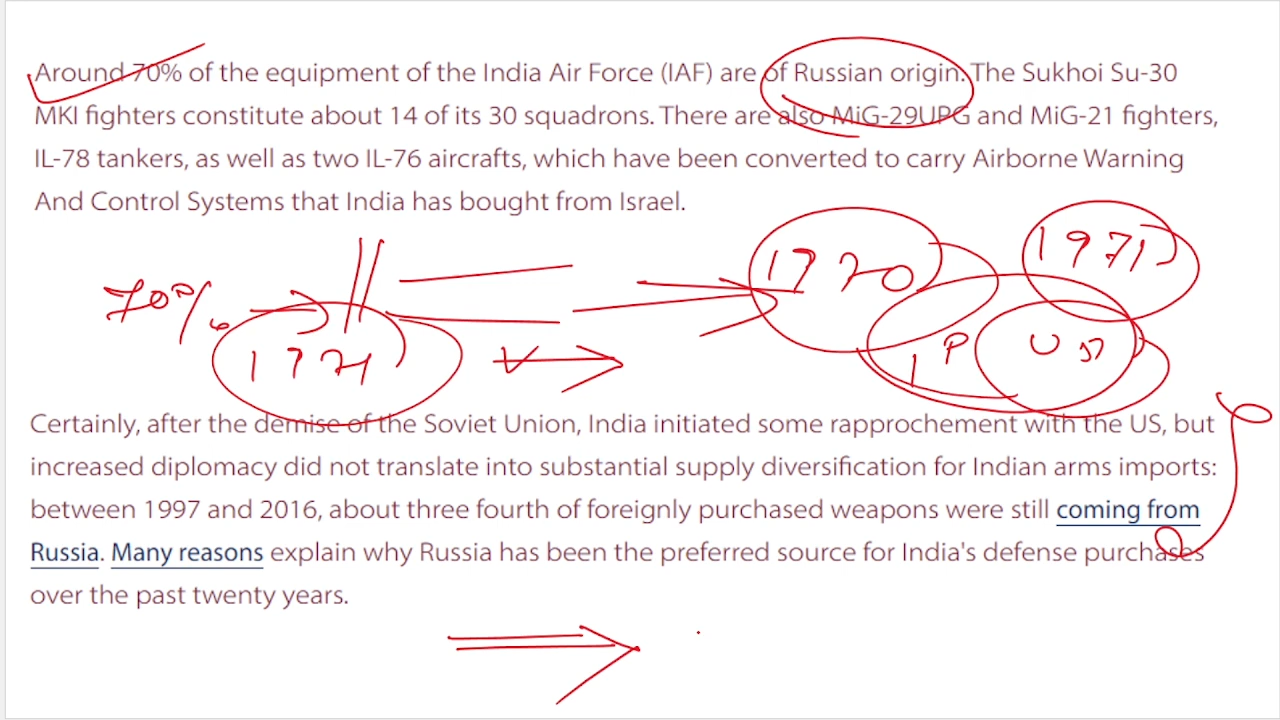 Around 70% of the equipment of the India Air Force (IAF) are of Russian origin. The Sukhoi Su-30
MKI fighters constitute about 14 of its 30 squadrons. There are also MiG-29UPG and MiG-21 fighters,
IL-78 tankers, as well as two IL-76 aircrafts, which have been converted to carry Airborne Warning
And Control Systems that India has bought from Israel.
1971
1970
70%
1971
P
US
Certainly, after the demise of the Soviet Union, India initiated some rapprochement with the US, but
increased diplomacy did not translate into substantial supply diversification for Indian arms imports:
between 1997 and 2016, about three fourth of foreignly purchased weapons were still coming from
Russia. Many reasons explain why Russia has been the preferred source for India's defense purchases
over the past twenty years.